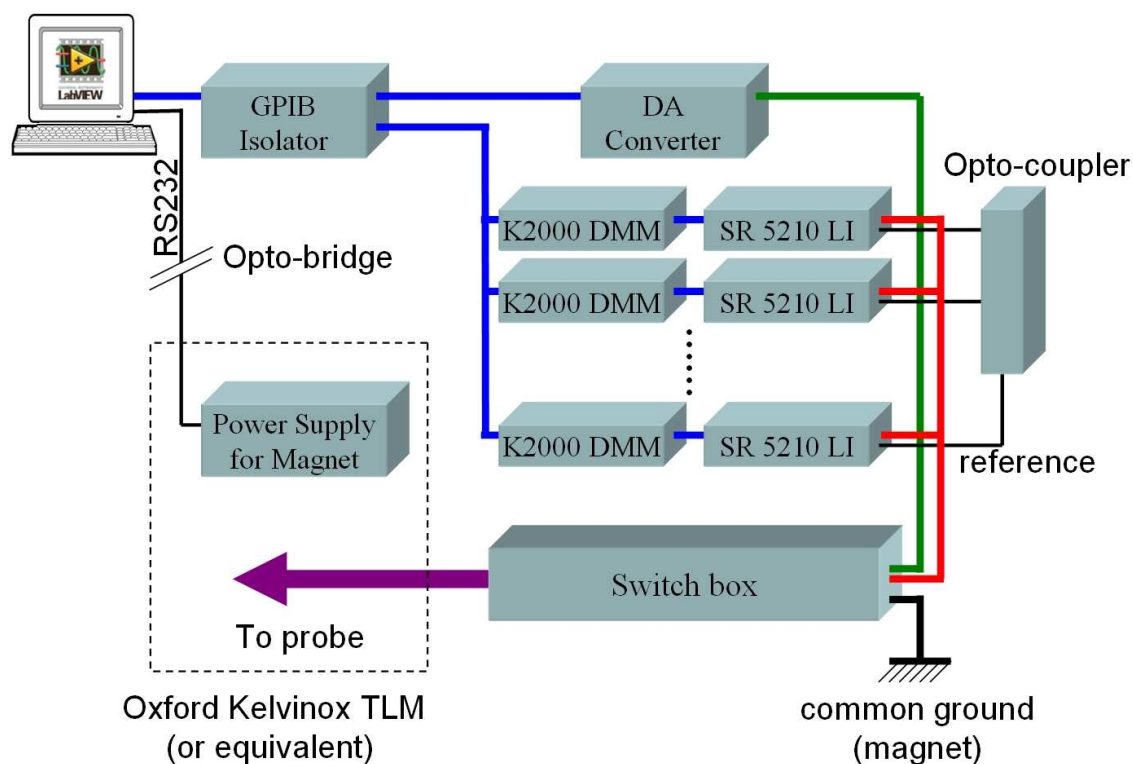 LabVIEW
GPIB
Isolator
DA
Converter
RS232
Opto-bridge
Opto-coupler
K2000 DMM
SR 5210 LI
K2000 DMM
SR 5210 LI
K2000 DMM
SR 5210 LI
reference
Power Supply
for Magnet
Switch box
To probe
Oxford Kelvinox TLM
(or equivalent)
common ground
(magnet)